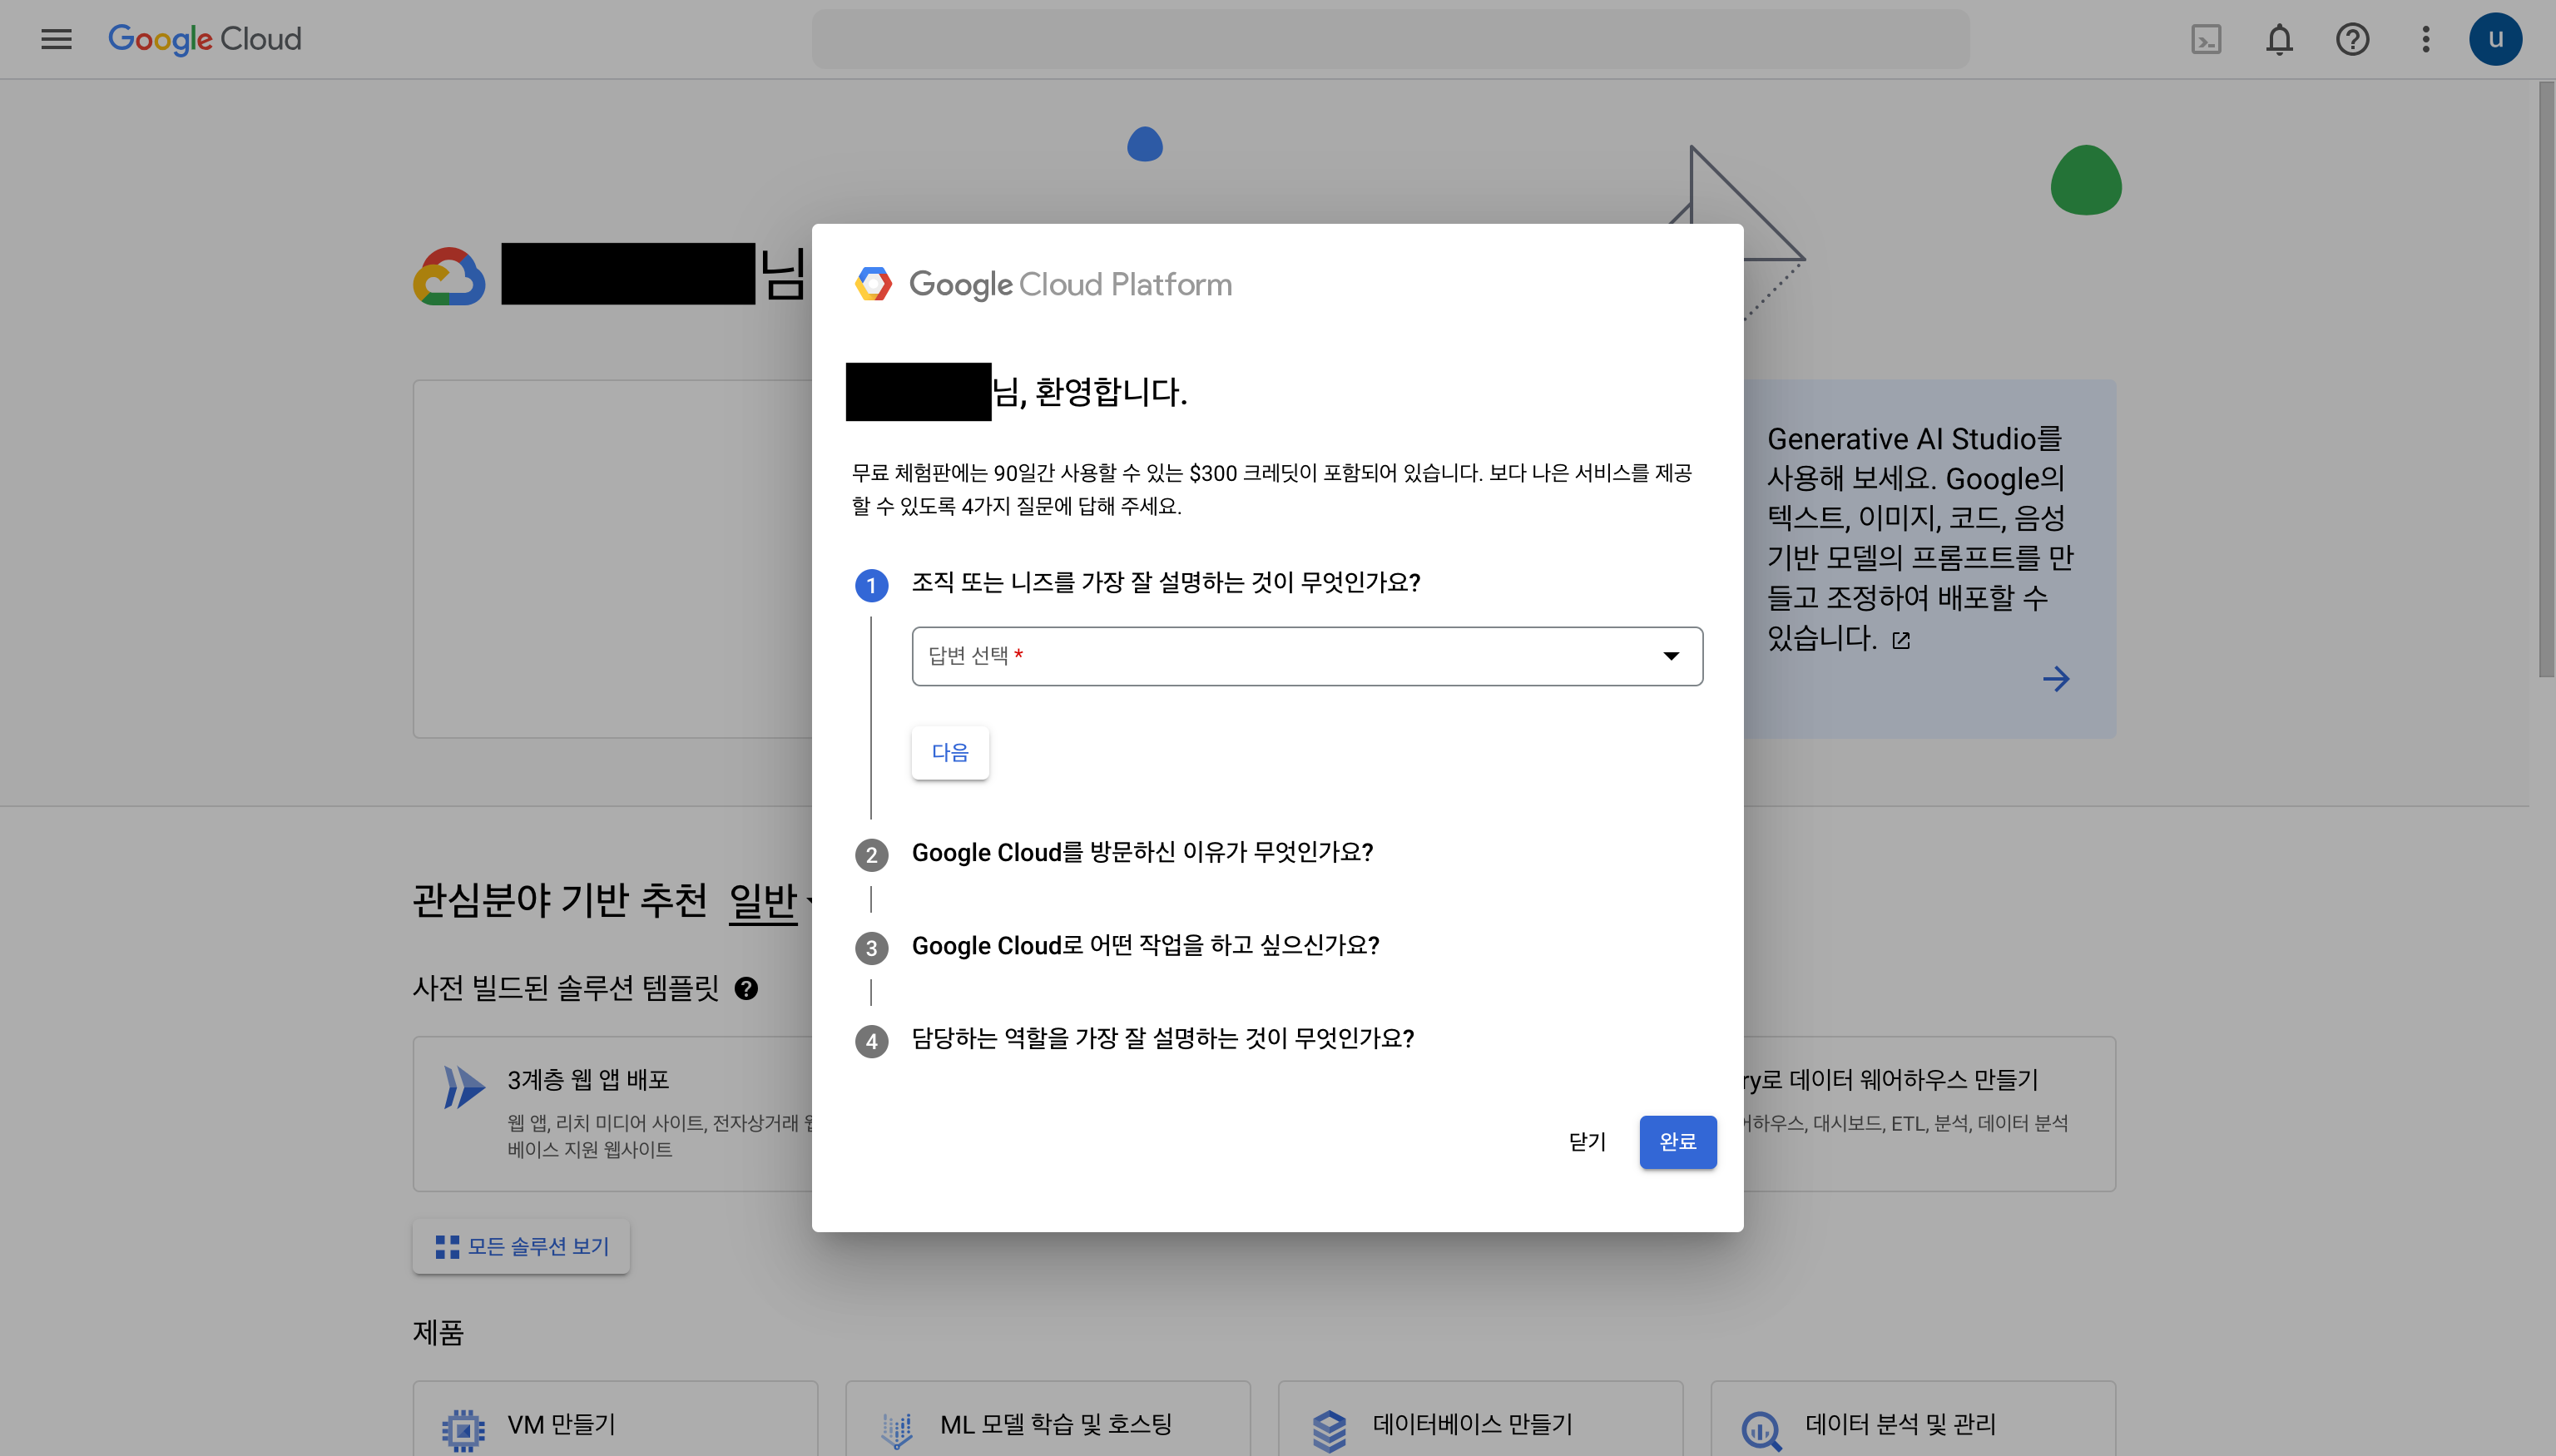 Google Cloud
u
님
Google Cloud Platform
님, 환영합니다.
무료 체험판에는 90일간 사용할 수 있는 $300 크레딧이 포함되어 있습니다. 보다 나은 서비스를 제공
할 수 있도록 4가지 질문에 답해 주세요.
1 조직 또는 니즈를 가장 잘 설명하는 것이 무엇인가요?
답변 선택 *
다음
2 Google Cloud를 방문하신 이유가 무엇인가요?
3 Google Cloud로 어떤 작업을 하고 싶으신가요?
4 담당하는 역할을 가장 잘 설명하는 것이 무엇인가요?
닫기
완료
Generative AI Studio를
사용해 보세요. Google의
텍스트, 이미지, 코드, 음성
기반 모델의 프롬프트를 만
들고 조정하여 배포할 수
있습니다.
관심분야 기반 추천 일반
사전 빌드된 솔루션 템플릿
3계층 웹 앱 배포
웹 앱, 리치 미디어 사이트, 전자상거래
베이스 지원 웹사이트
ry로 데이터 웨어하우스 만들기
어하우스, 대시보드, ETL, 분석, 데이터 분석
모든 솔루션 보기
제품
VM 만들기
ML 모델 학습 및 호스팅
데이터베이스 만들기
데이터 분석 및 관리